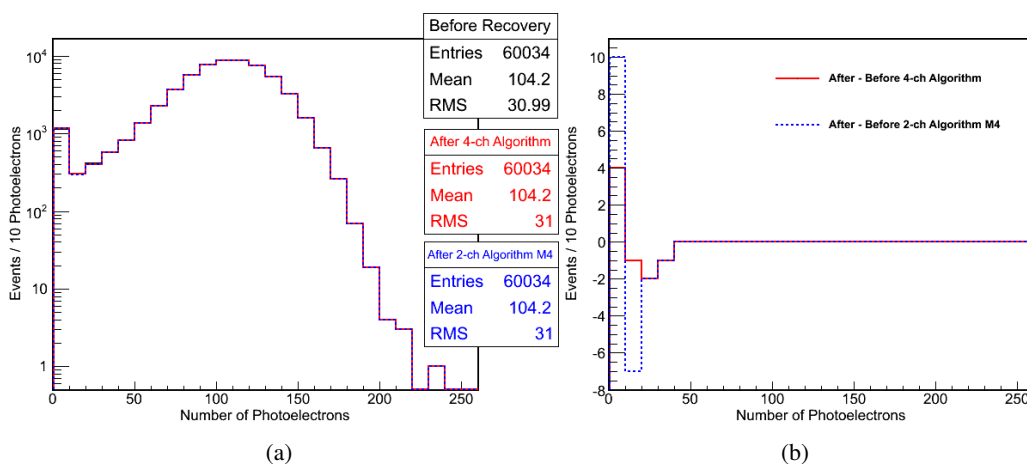 Before Recovery
Entries 60034
Mean 104.2
RMS 30.99
After 4-ch Algorithm
Entries 60034
Mean 104.2
RMS 31
After 2-ch Algorithm M4
Entries 60034
Mean 104.2
RMS 31
Events / 10 Photoelectrons
10^4
10^3
10^2
10
1
0 50 100 150 200 250
Number of Photoelectrons
(a)
After - Before 4-ch Algorithm
After - Before 2-ch Algorithm M4
Events / 10 Photoelectrons
10
8
6
4
2
0
-2
-4
-6
-8
0 50 100 150 200 250
Number of Photoelectrons
(b)